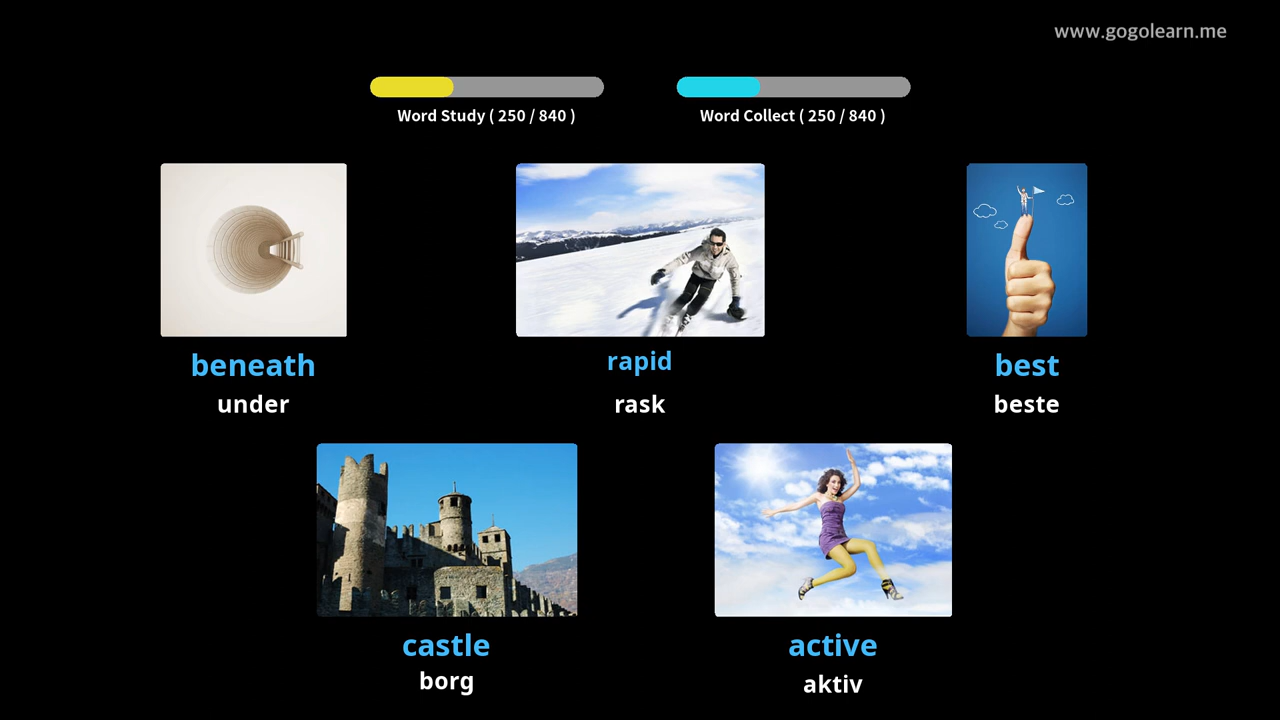 www.gogolearn.me
Word Study ( 250 / 840 )
Word Collect ( 250 / 840 )
beneath
under
rapid
rask
best
beste
castle
borg
active
aktiv